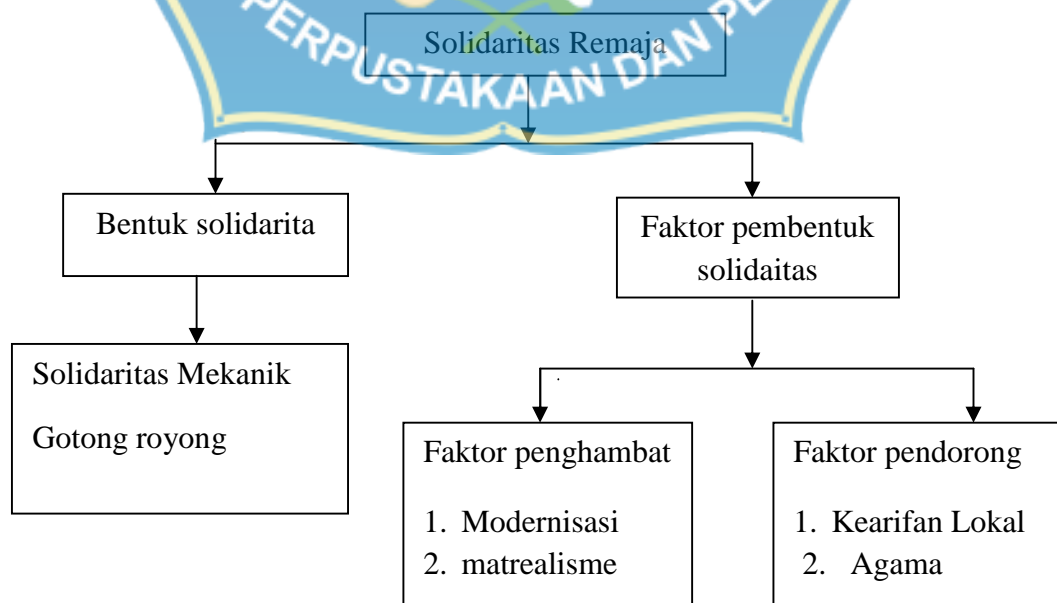 PERPUSTAKAAN DAN PE
Solidaritas Remaja
Bentuk solidarita
Faktor pembentuk
solidaitas
Solidaritas Mekanik
Gotong royong
Faktor penghambat
1. Modernisasi
2. matrealisme
Faktor pendorong
1. Kearifan Lokal
2. Agama